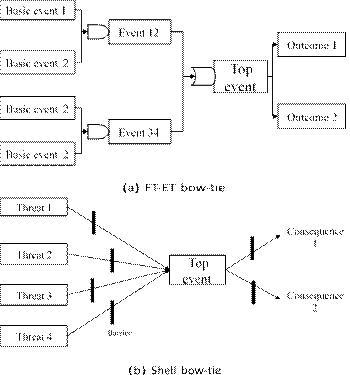 Basic event 1
Basic event 2
Event 12
Basic event 2
Basic event 2
Event 34
Top
event
Outcome 1
Outcome 2
(a) FT-ET bow-tie
Threat 1
Threat 2
Threat 3
Threat 4
Barrier
Top
event
Consequence
1
Consequence
2
(b) Shell bow-tie